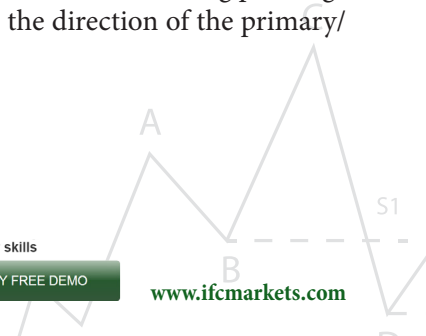 the direction of the primary/
A
S1
skills
B
Y FREE DEMO
www.ifcmarkets.com